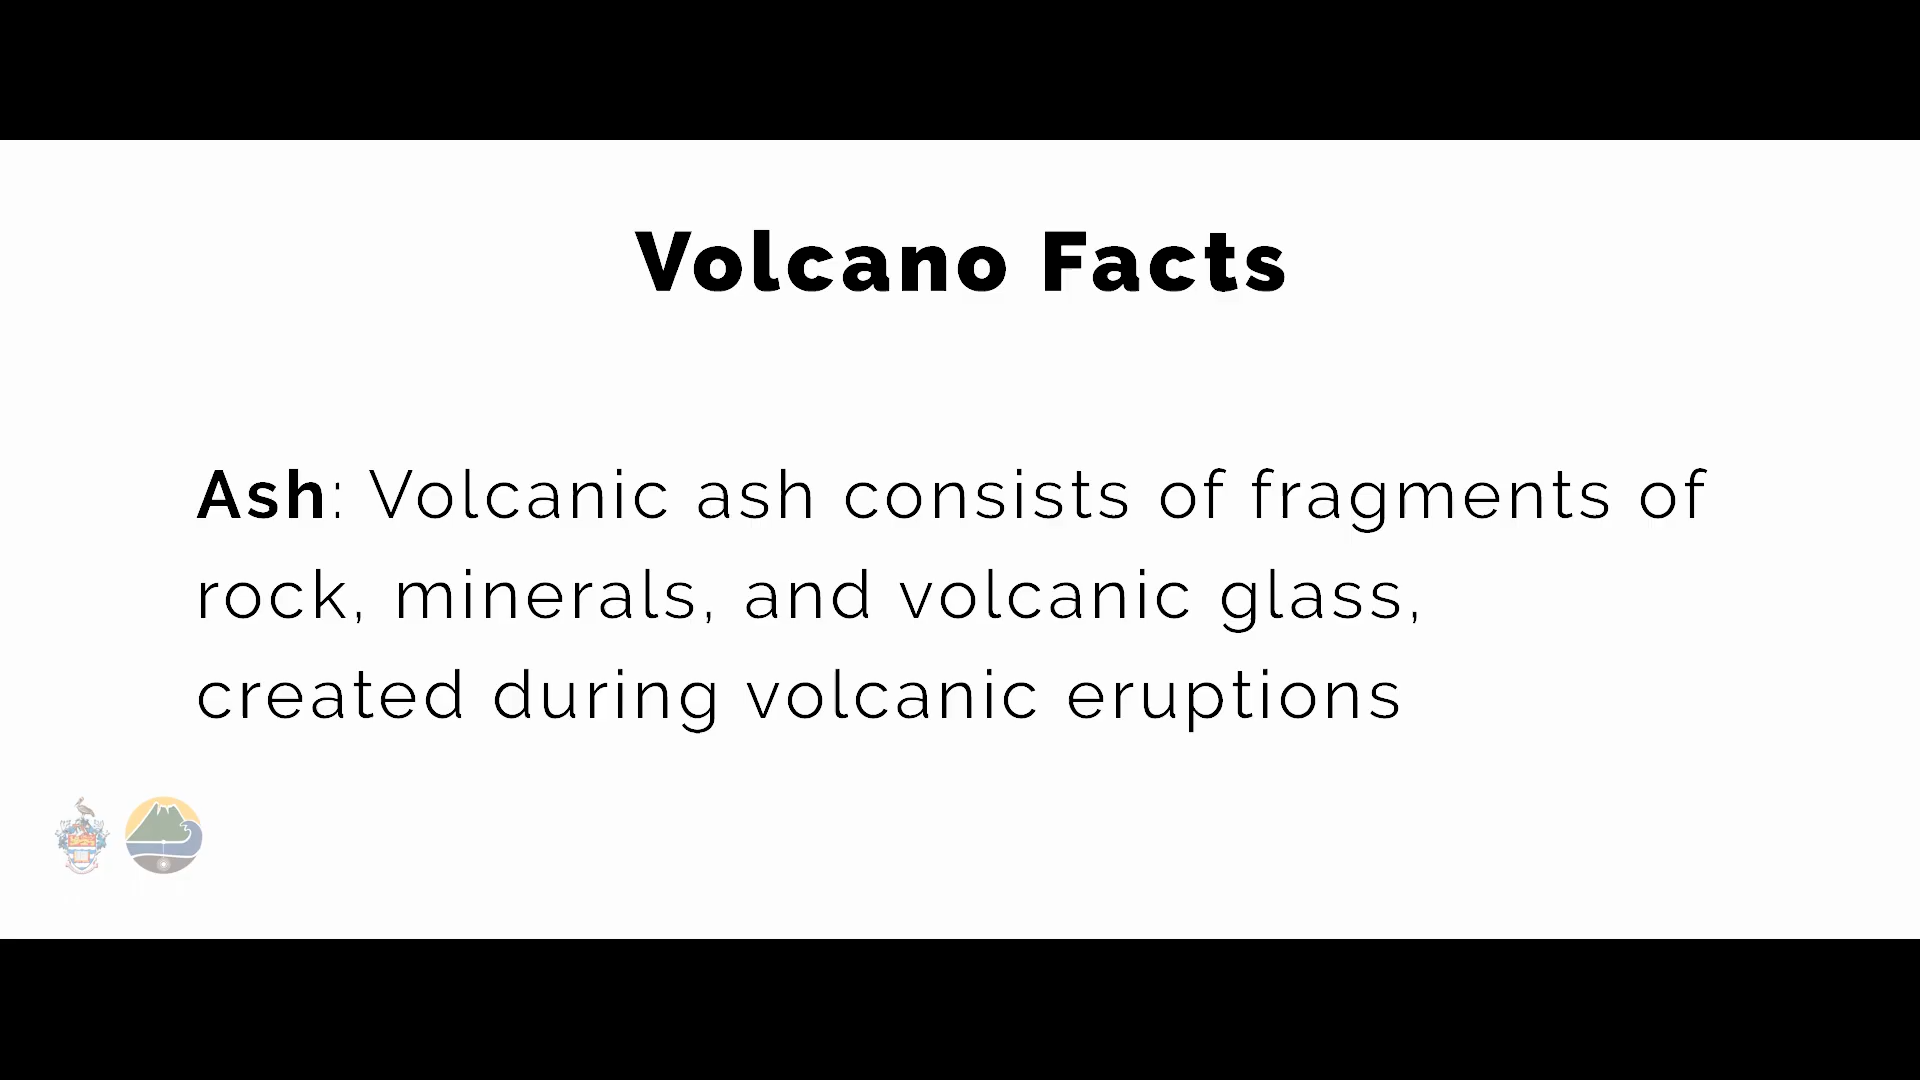 Volcano Facts
Ash: Volcanic ash consists of fragments of
rock, minerals, and volcanic glass,
created during volcanic eruptions